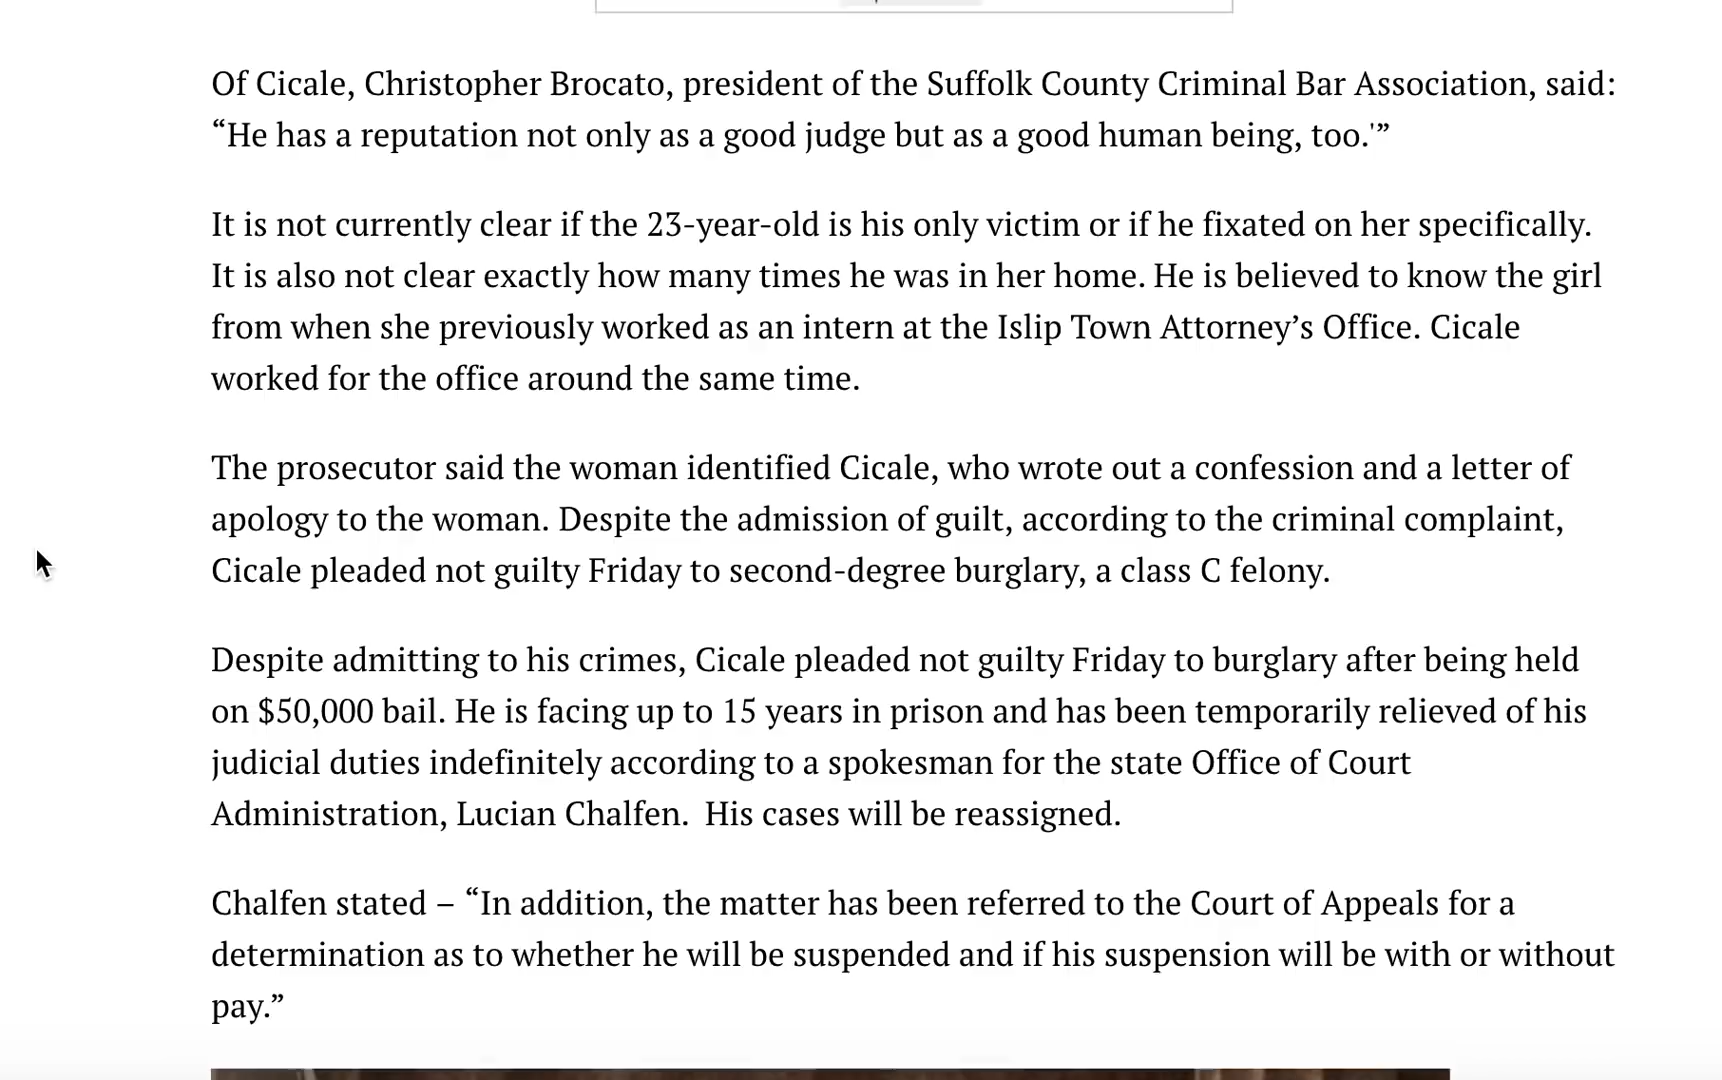 Of Cicale, Christopher Brocato, president of the Suffolk County Criminal Bar Association, said:
“He has a reputation not only as a good judge but as a good human being, too.'”
It is not currently clear if the 23-year-old is his only victim or if he fixated on her specifically.
It is also not clear exactly how many times he was in her home. He is believed to know the girl
from when she previously worked as an intern at the Islip Town Attorney’s Office. Cicale
worked for the office around the same time.
The prosecutor said the woman identified Cicale, who wrote out a confession and a letter of
apology to the woman. Despite the admission of guilt, according to the criminal complaint,
Cicale pleaded not guilty Friday to second-degree burglary, a class C felony.
Despite admitting to his crimes, Cicale pleaded not guilty Friday to burglary after being held
on $50,000 bail. He is facing up to 15 years in prison and has been temporarily relieved of his
judicial duties indefinitely according to a spokesman for the state Office of Court
Administration, Lucian Chalfen.  His cases will be reassigned.
Chalfen stated – “In addition, the matter has been referred to the Court of Appeals for a
determination as to whether he will be suspended and if his suspension will be with or without
pay.”